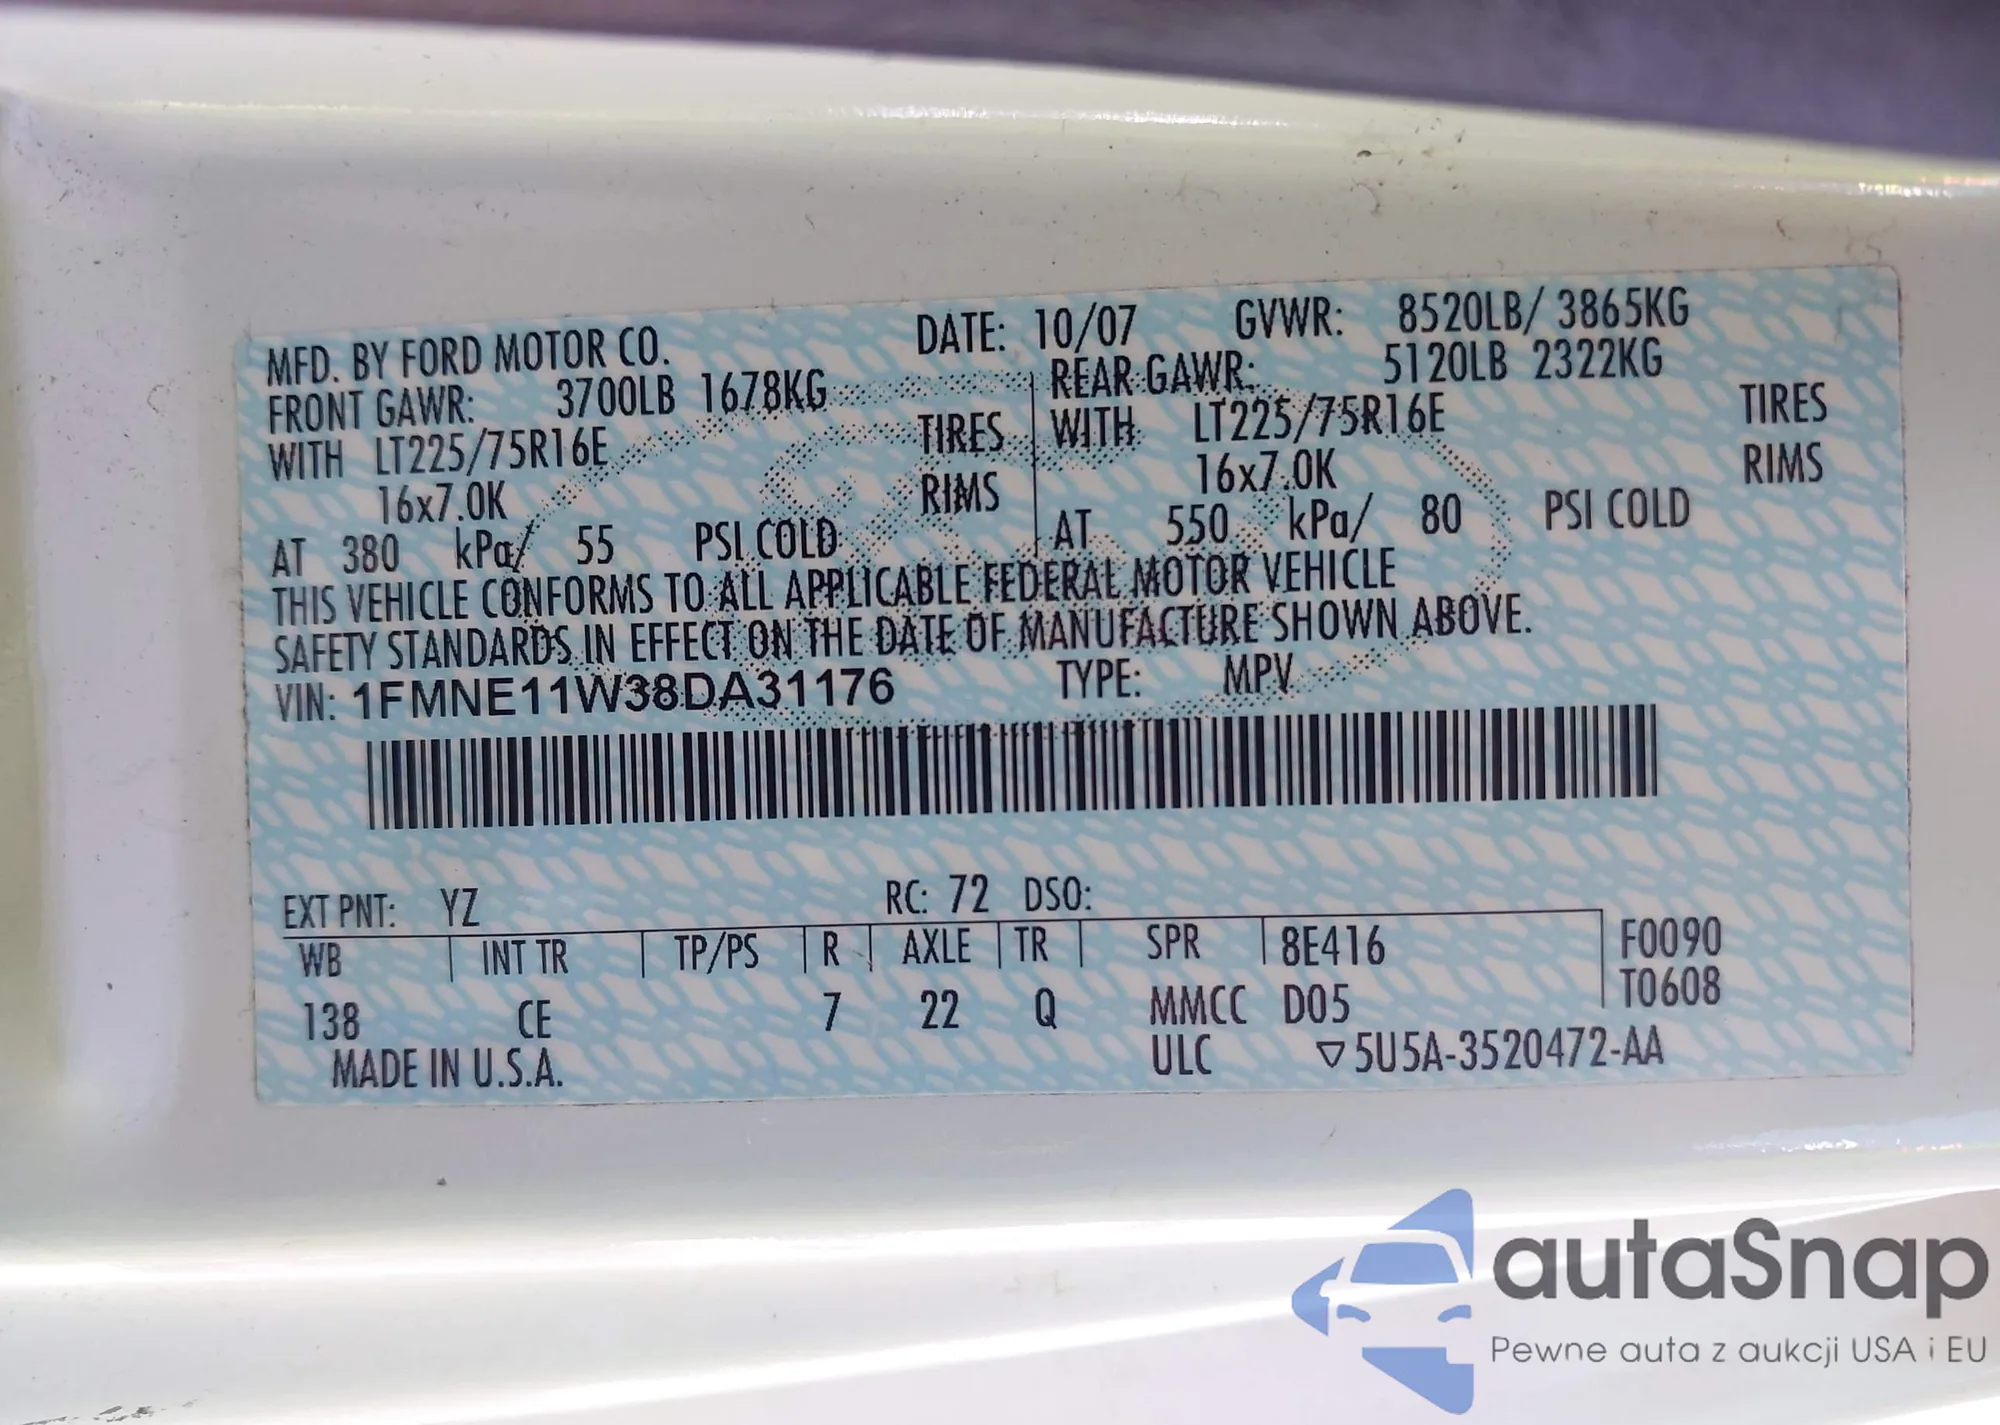 MFD. BY FORD MOTOR CO. DATE: 10/07 GVWR: 8520LB/ 3865KG
FRONT GAWR: 3700LB 1678KG REAR GAWR: 5120LB 2322KG
WITH LT225/75R16E TIRES WITH LT225/75R16E TIRES
16x7.0K RIMS 16x7.0K RIMS
AT 380 kPa/ 55 PSI COLD AT 550 kPa/ 80 PSI COLD
THIS VEHICLE CONFORMS TO ALL APPLICABLE FEDERAL MOTOR VEHICLE
SAFETY STANDARDS IN EFFECT ON THE DATE OF MANUFACTURE SHOWN ABOVE.
VIN: 1FMNE11W38DA31176 TYPE: MPV
EXT PNT: YZ RC: 72 DSO:
WB INT TR TP/PS R AXLE TR SPR 8E416 F0090
T0608
138 CE 7 22 Q MMCC D05
MADE IN U.S.A. ULC ▽5U5A-3520472-AA
autaSnap
Pewne auta z aukcji USA i EU